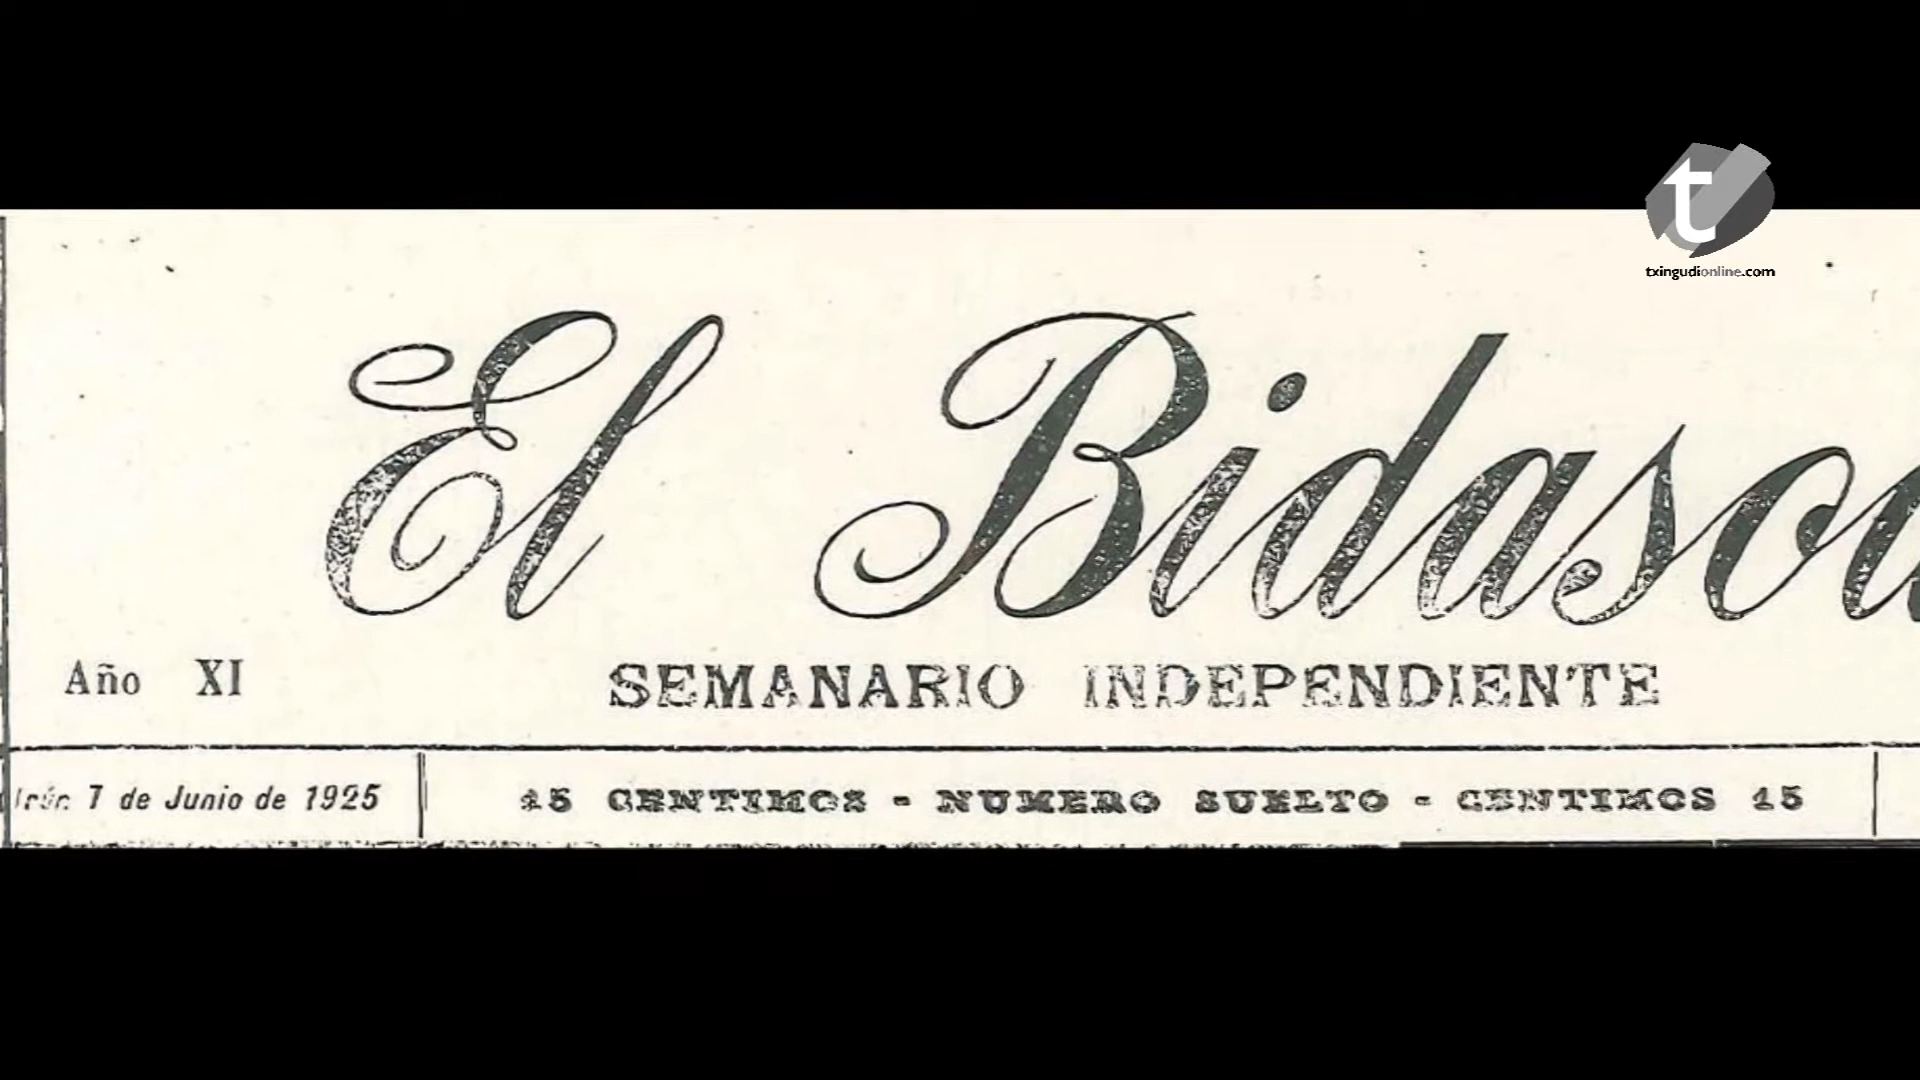 t
txingudionline.com
El Bidasoa
Año XI
SEMANARIO INDEPENDIENTE
Irún 7 de Junio de 1925
15 CENTIMOS - NUMERO SUELTO - CENTIMOS 15